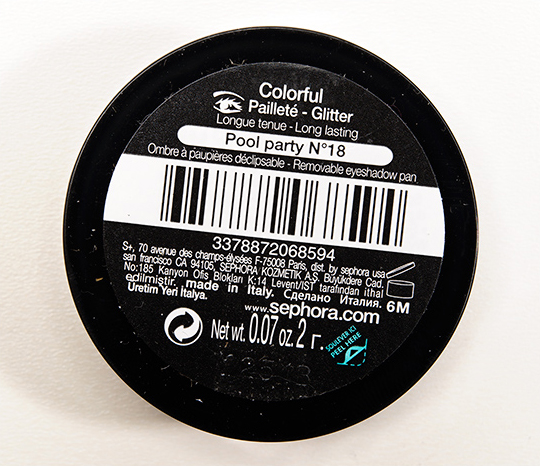 Colorful
Pailleté - Glitter
Longue tenue - Long lasting
Pool party N°18
Ombre à paupières déclipsable - Removable eyeshadow pan
3378872068594
S+, 70 avenue des champs-élysées F-75008 Paris, dist. by sephora usa
san francisco CA 94105, SEPHORA KOZMETIK A.S. Büyükdere Cad.
No:185 Kanyon Ofis Blokları K:14 Levent/IST tarafından ithal
edilmiştir. made in Italy. Сделано Италия. 6M
Üretim Yeri İtalya.
www.sephora.com
Net wt. 0.07 oz. 2 г.
SOULEVER ICI
PEEL HERE